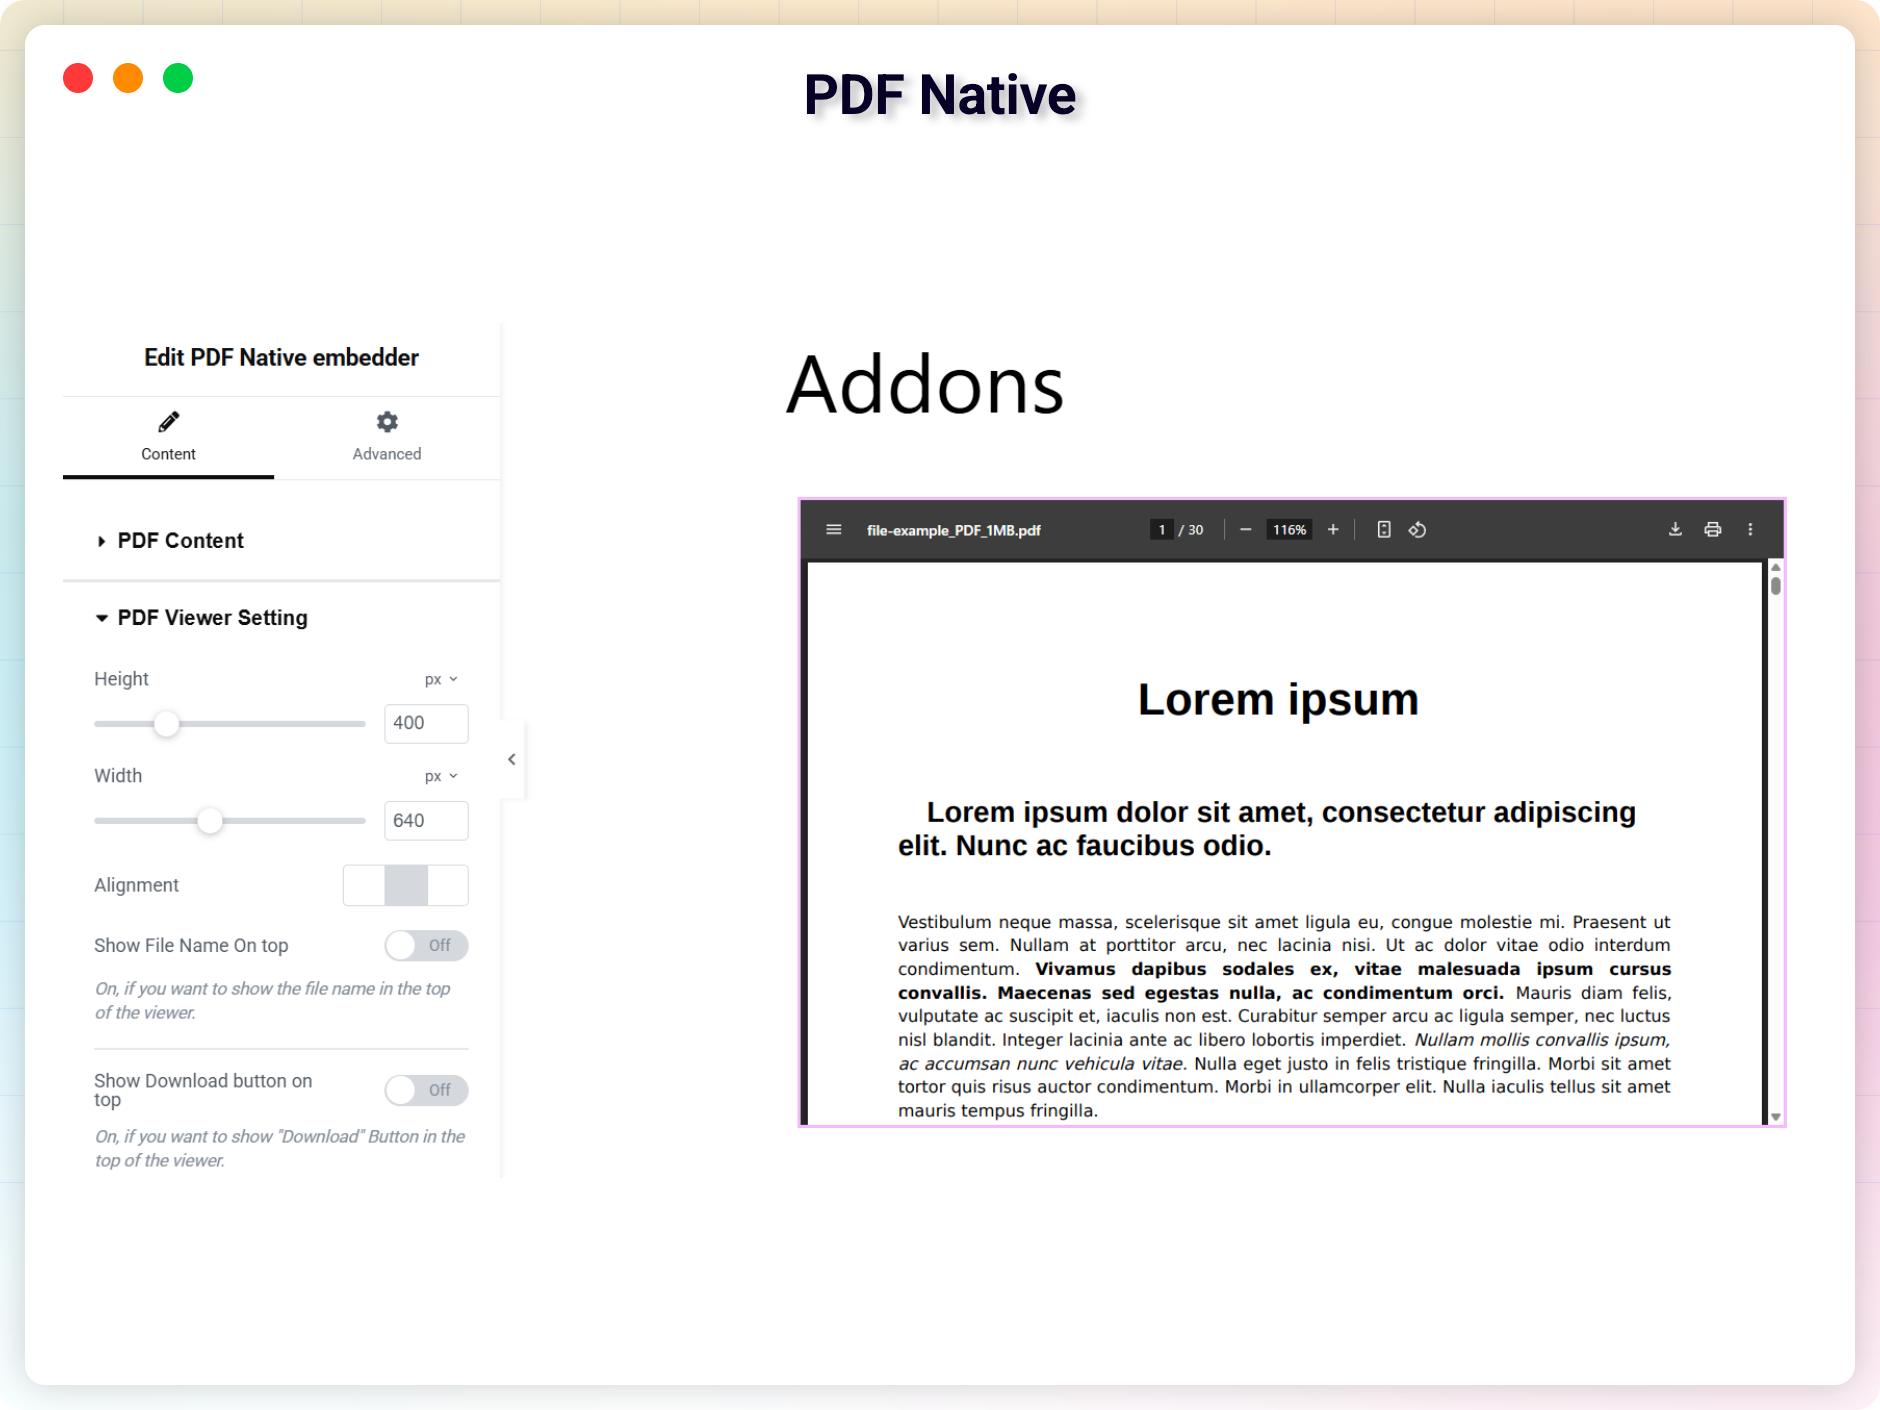 PDF Native
Edit PDF Native embedder
Content
Advanced
PDF Content
PDF Viewer Setting
Height
px
400
Width
px
640
Alignment
Show File Name On top
Off
On, if you want to show the file name in the top
of the viewer.
Show Download button on
top
Off
On, if you want to show "Download" Button in the
top of the viewer.
Addons
file-example_PDF_1MB.pdf
1 / 30
116%
Lorem ipsum
Lorem ipsum dolor sit amet, consectetur adipiscing
elit. Nunc ac faucibus odio.
Vestibulum neque massa, scelerisque sit amet ligula eu, congue molestie mi. Praesent ut
varius sem. Nullam at porttitor arcu, nec lacinia nisi. Ut ac dolor vitae odio interdum
condimentum. Vivamus dapibus sodales ex, vitae malesuada ipsum cursus
convallis. Maecenas sed egestas nulla, ac condimentum orci. Mauris diam felis,
vulputate ac suscipit et, iaculis non est. Curabitur semper arcu ac ligula semper, nec luctus
nisl blandit. Integer lacinia ante ac libero lobortis imperdiet. Nullam mollis convallis ipsum,
ac accumsan nunc vehicula vitae. Nulla eget justo in felis tristique fringilla. Morbi sit amet
tortor quis risus auctor condimentum. Morbi in ullamcorper elit. Nulla iaculis tellus sit amet
mauris tempus fringilla.